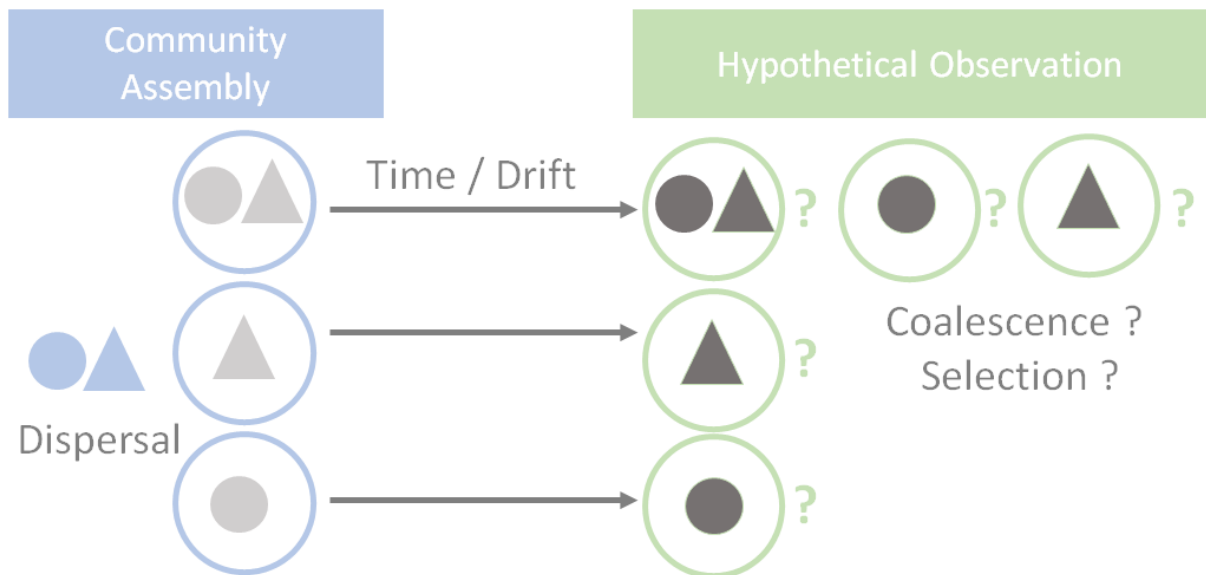 Community
Assembly
Hypothetical Observation
Time / Drift
?
?
?
Dispersal
?
Coalescence ?
Selection ?
?